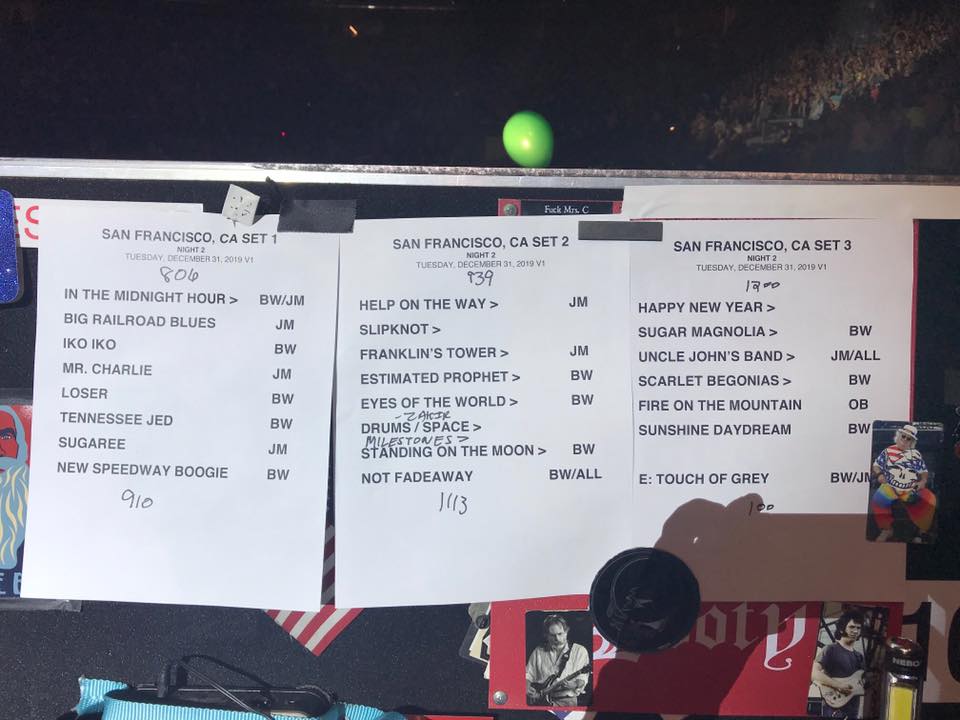 ES
Fuck Mrs. C
SAN FRANCISCO, CA SET 1
NIGHT 2
TUESDAY, DECEMBER 31, 2019 V1
806
IN THE MIDNIGHT HOUR > BW/JM
BIG RAILROAD BLUES JM
IKO IKO BW
MR. CHARLIE JM
LOSER BW
TENNESSEE JED BW
SUGAREE JM
NEW SPEEDWAY BOOGIE BW
910
SAN FRANCISCO, CA SET 2
NIGHT 2
TUESDAY, DECEMBER 31, 2019 V1
939
HELP ON THE WAY > JM
SLIPKNOT >
FRANKLIN'S TOWER > JM
ESTIMATED PROPHET > BW
EYES OF THE WORLD > BW
- ZAHIR
DRUMS / SPACE >
MILESTONES >
STANDING ON THE MOON > BW
NOT FADEAWAY BW/ALL
1113
SAN FRANCISCO, CA SET 3
NIGHT 2
TUESDAY, DECEMBER 31, 2019 V1
1200
HAPPY NEW YEAR >
SUGAR MAGNOLIA > BW
UNCLE JOHN'S BAND > JM/ALL
SCARLET BEGONIAS > BW
FIRE ON THE MOUNTAIN OB
SUNSHINE DAYDREAM BW
E: TOUCH OF GREY BW/JM
100
ooty
NEBO